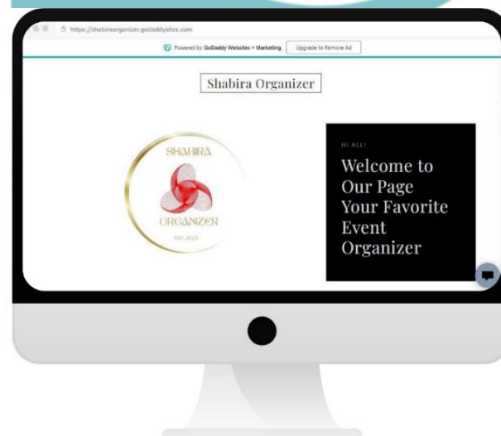 https://shabiraorganizer.godaddysites.com
Powered by GoDaddy Websites + Marketing Upgrade to Remove Ad
Shabira Organizer
SHABIRA
ORGANIZER
EST 2023
HI ALL!
Welcome to
Our Page
Your Favorite
Event
Organizer